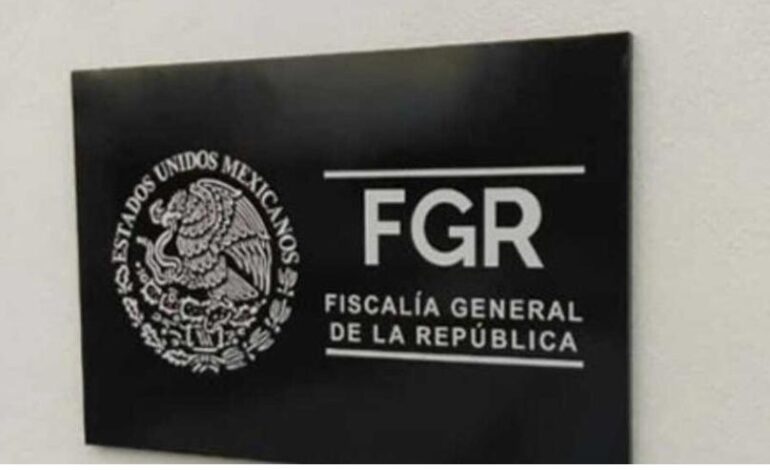 ESTADOS UNIDOS MEXICANOS
FGR
FISCALÍA GENERAL
DE LA REPÚBLICA